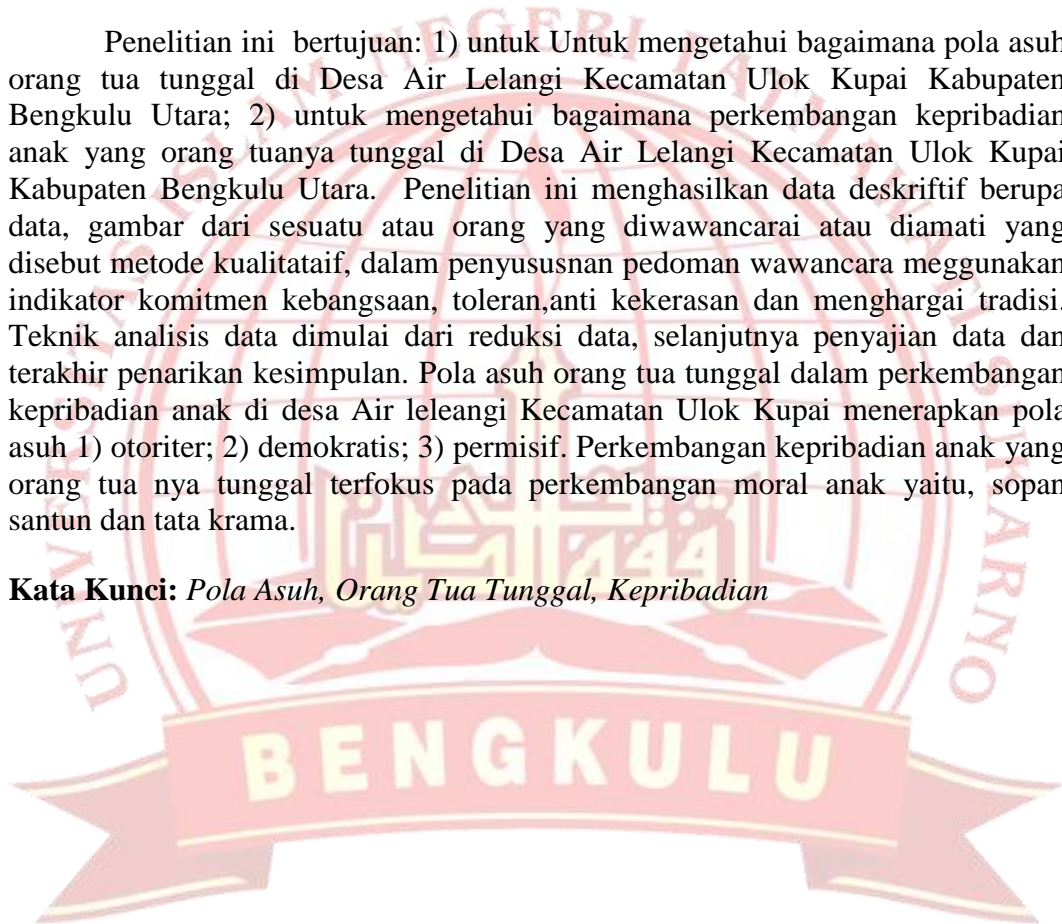 Penelitian ini  bertujuan: 1) untuk Untuk mengetahui bagaimana pola asuh
orang tua tunggal di Desa Air Lelangi Kecamatan Ulok Kupai Kabupaten
Bengkulu Utara; 2) untuk mengetahui bagaimana perkembangan kepribadian
anak yang orang tuanya tunggal di Desa Air Lelangi Kecamatan Ulok Kupai
Kabupaten Bengkulu Utara.  Penelitian ini menghasilkan data deskriftif berupa
data, gambar dari sesuatu atau orang yang diwawancarai atau diamati yang
disebut metode kualitataif, dalam penyususnan pedoman wawancara meggunakan
indikator komitmen kebangsaan, toleran,anti kekerasan dan menghargai tradisi.
Teknik analisis data dimulai dari reduksi data, selanjutnya penyajian data dan
terakhir penarikan kesimpulan. Pola asuh orang tua tunggal dalam perkembangan
kepribadian anak di desa Air leleangi Kecamatan Ulok Kupai menerapkan pola
asuh 1) otoriter; 2) demokratis; 3) permisif. Perkembangan kepribadian anak yang
orang tua nya tunggal terfokus pada perkembangan moral anak yaitu, sopan
santun dan tata krama.
Kata Kunci: Pola Asuh, Orang Tua Tunggal, Kepribadian
UNIVERSITAS ISLAM NEGERI FATMAWATI SUKARNO
BENGKULU